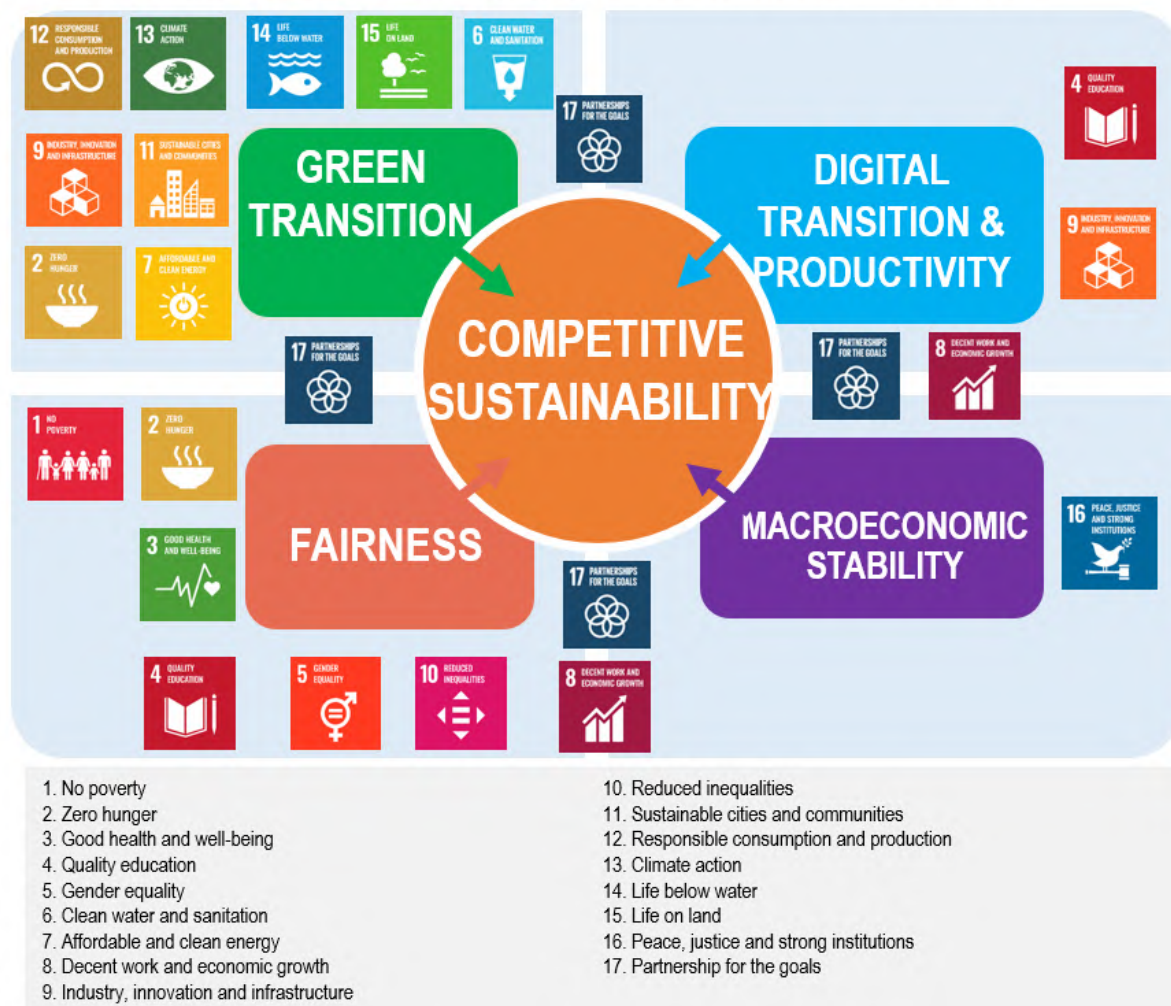 12 RESPONSIBLE
CONSUMPTION
AND PRODUCTION
13 CLIMATE
ACTION
14 LIFE
BELOW WATER
15 LIFE
ON LAND
6 CLEAN WATER
AND SANITATION
17 PARTNERSHIPS
FOR THE GOALS
4 QUALITY
EDUCATION
9 INDUSTRY, INNOVATION
AND INFRASTRUCTURE
11 SUSTAINABLE CITIES
AND COMMUNITIES
GREEN
TRANSITION
DIGITAL
TRANSITION &
PRODUCTIVITY
9 INDUSTRY, INNOVATION
AND INFRASTRUCTURE
2 ZERO
HUNGER
7 AFFORDABLE AND
CLEAN ENERGY
COMPETITIVE
SUSTAINABILITY
17 PARTNERSHIPS
FOR THE GOALS
17 PARTNERSHIPS
FOR THE GOALS
8 DECENT WORK AND
ECONOMIC GROWTH
1 NO
POVERTY
2 ZERO
HUNGER
3 GOOD HEALTH
AND WELL-BEING
FAIRNESS
MACROECONOMIC
STABILITY
16 PEACE, JUSTICE
AND STRONG
INSTITUTIONS
17 PARTNERSHIPS
FOR THE GOALS
4 QUALITY
EDUCATION
5 GENDER
EQUALITY
10 REDUCED
INEQUALITIES
8 DECENT WORK AND
ECONOMIC GROWTH
1. No poverty
2. Zero hunger
3. Good health and well-being
4. Quality education
5. Gender equality
6. Clean water and sanitation
7. Affordable and clean energy
8. Decent work and economic growth
9. Industry, innovation and infrastructure
10. Reduced inequalities
11. Sustainable cities and communities
12. Responsible consumption and production
13. Climate action
14. Life below water
15. Life on land
16. Peace, justice and strong institutions
17. Partnership for the goals